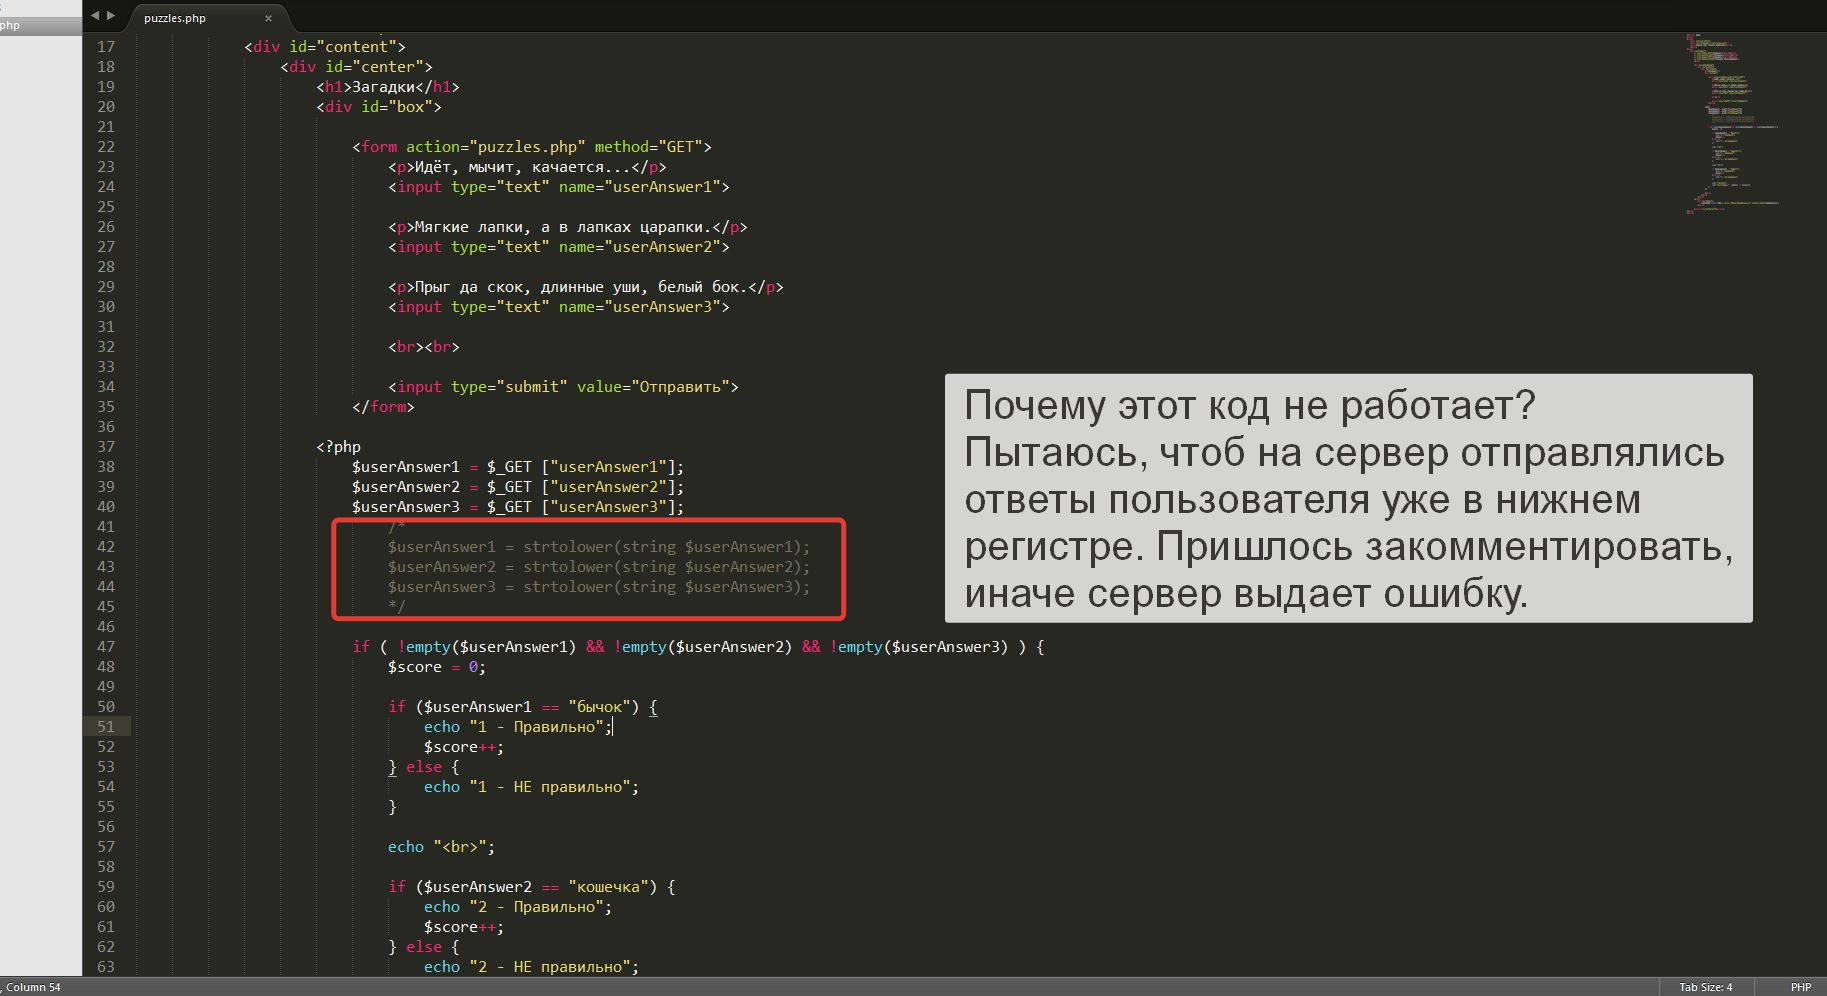 php
puzzles.php ×
17 <div id="content">
18 <div id="center">
19 <h1>Загадки</h1>
20 <div id="box">
21
22 <form action="puzzles.php" method="GET">
23 <p>Идёт, мычит, качается...</p>
24 <input type="text" name="userAnswer1">
25
26 <p>Мягкие лапки, а в лапках царапки.</p>
27 <input type="text" name="userAnswer2">
28
29 <p>Прыг да скок, длинные уши, белый бок.</p>
30 <input type="text" name="userAnswer3">
31
32 <br><br>
33
34 <input type="submit" value="Отправить">
35 </form>
36
37 <?php
38 $userAnswer1 = $_GET ["userAnswer1"];
39 $userAnswer2 = $_GET ["userAnswer2"];
40 $userAnswer3 = $_GET ["userAnswer3"];
41 /*
42 $userAnswer1 = strtolower(string $userAnswer1);
43 $userAnswer2 = strtolower(string $userAnswer2);
44 $userAnswer3 = strtolower(string $userAnswer3);
45 */
46
47 if ( !empty($userAnswer1) && !empty($userAnswer2) && !empty($userAnswer3) ) {
48 $score = 0;
49
50 if ($userAnswer1 == "бычок") {
51 echo "1 - Правильно";
52 $score++;
53 } else {
54 echo "1 - НЕ правильно";
55 }
56
57 echo "<br>";
58
59 if ($userAnswer2 == "кошечка") {
60 echo "2 - Правильно";
61 $score++;
62 } else {
63 echo "2 - НЕ правильно";
Почему этот код не работает?
Пытаюсь, чтоб на сервер отправлялись
ответы пользователя уже в нижнем
регистре. Пришлось закомментировать,
иначе сервер выдает ошибку.
, Column 54
Tab Size: 4
PHP